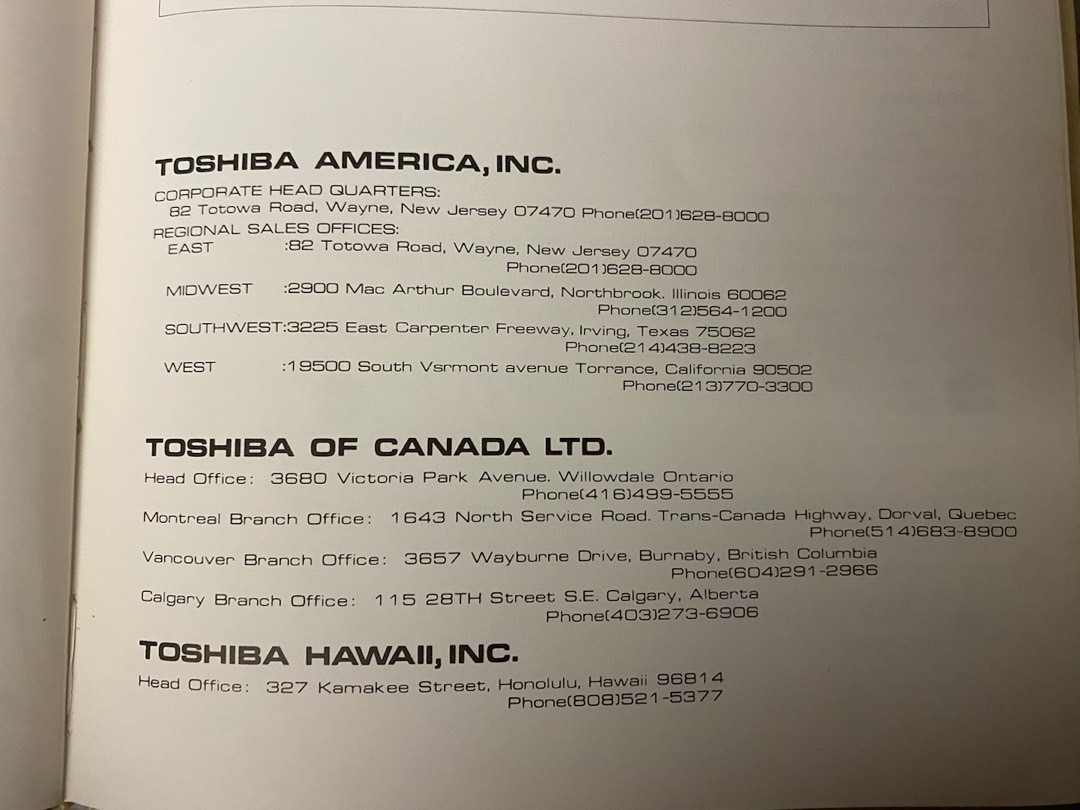 TOSHIBA AMERICA, INC.
CORPORATE HEAD QUARTERS:
82 Totowa Road, Wayne, New Jersey 07470 Phone(201)628-8000
REGIONAL SALES OFFICES:
EAST :82 Totowa Road, Wayne, New Jersey 07470
Phone(201)628-8000
MIDWEST :2900 Mac Arthur Boulevard, Northbrook. Illinois 60062
Phone(312)564-1200
SOUTHWEST:3225 East Carpenter Freeway, Irving, Texas 75062
Phone(214)438-8223
WEST :19500 South Vsrmont avenue Torrance, California 90502
Phone(213)770-3300
TOSHIBA OF CANADA LTD.
Head Office: 3680 Victoria Park Avenue. Willowdale Ontario
Phone(416)499-5555
Montreal Branch Office: 1643 North Service Road. Trans-Canada Highway, Dorval, Quebec
Phone(514)683-8900
Vancouver Branch Office: 3657 Wayburne Drive, Burnaby, British Columbia
Phone(604)291-2966
Calgary Branch Office: 115 28TH Street S.E. Calgary, Alberta
Phone(403)273-6906
TOSHIBA HAWAII, INC.
Head Office: 327 Kamakee Street, Honolulu, Hawaii 96814
Phone(808)521-5377